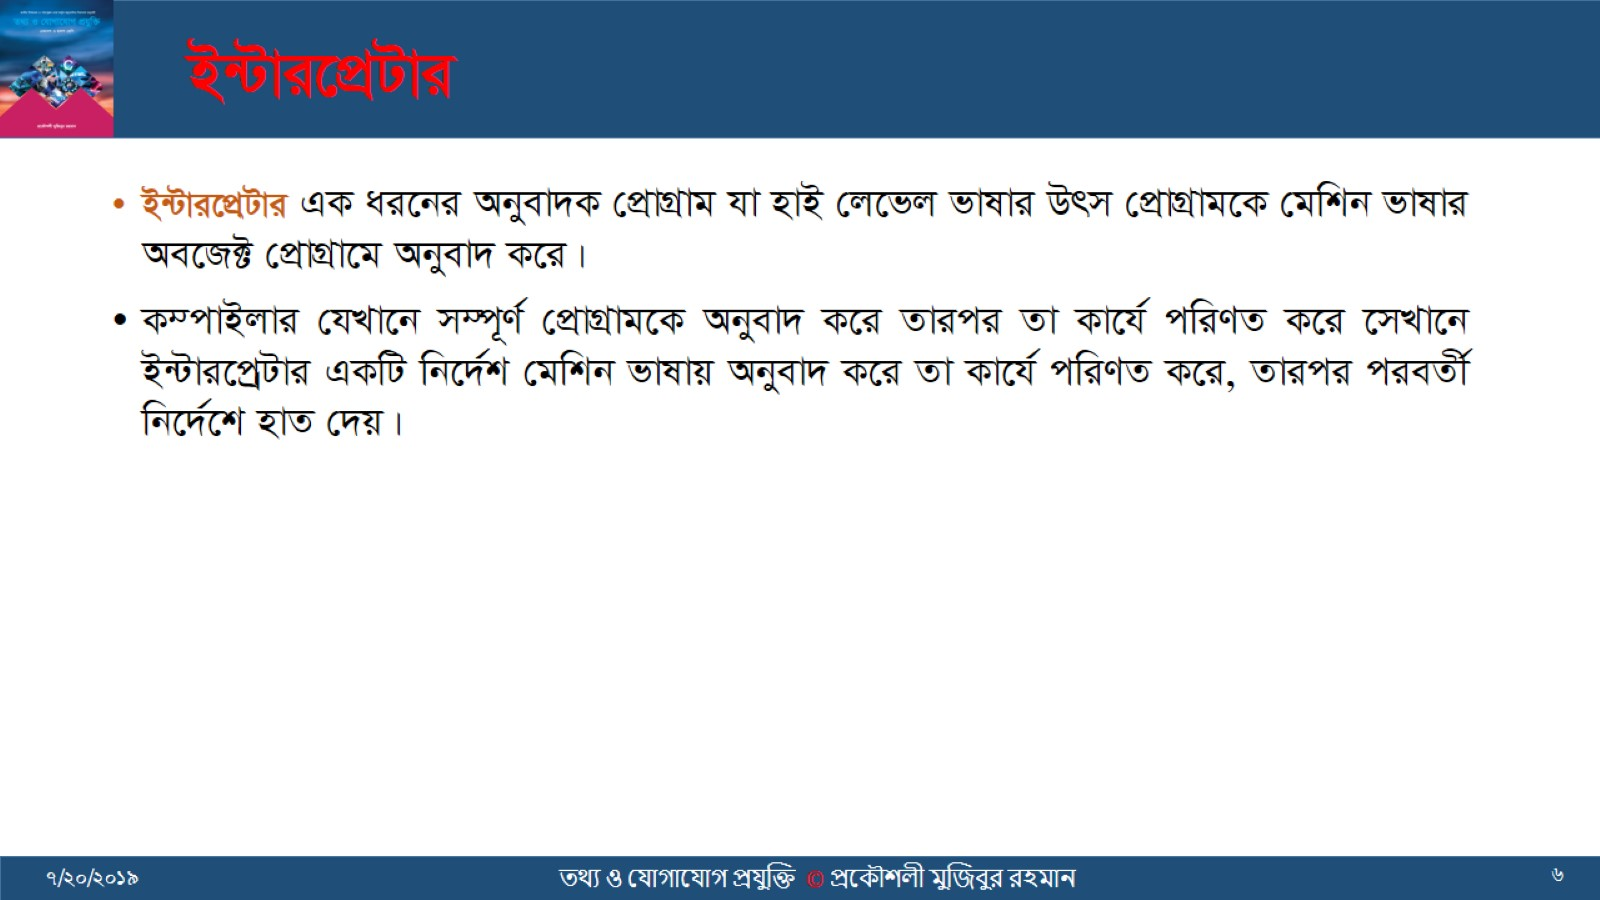 তথ্য ও যোগাযোগ প্রযুক্তি
ইন্টারপ্রেটার
• ইন্টারপ্রেটার এক ধরনের অনুবাদক প্রোগ্রাম যা হাই লেভেল ভাষার উৎস প্রোগ্রামকে মেশিন ভাষার
অবজেক্ট প্রোগ্রামে অনুবাদ করে।
• কম্পাইলার যেখানে সম্পূর্ণ প্রোগ্রামকে অনুবাদ করে তারপর তা কার্যে পরিণত করে সেখানে
ইন্টারপ্রেটার একটি নির্দেশ মেশিন ভাষায় অনুবাদ করে তা কার্যে পরিণত করে, তারপর পরবর্তী
নির্দেশে হাত দেয়।
৭/২০/২০১৯
তথ্য ও যোগাযোগ প্রযুক্তি © প্রকৌশলী মুজিবুর রহমান
৬